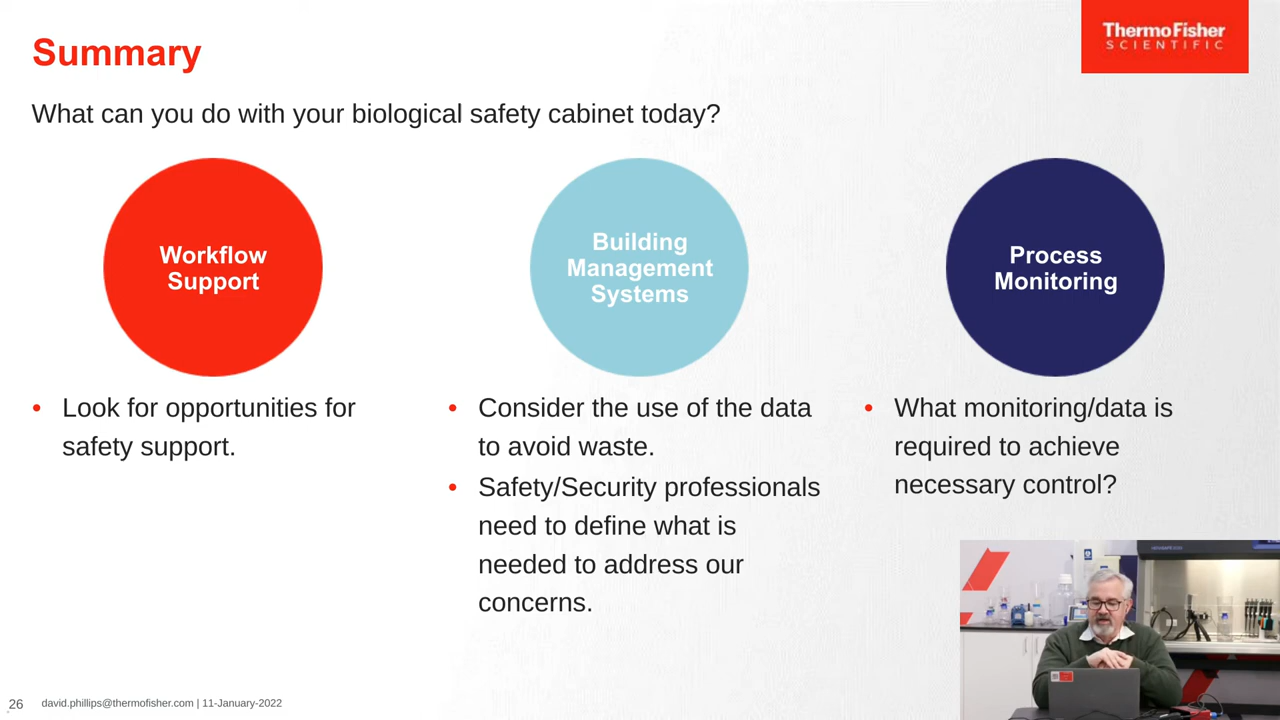 Summary
ThermoFisher
SCIENTIFIC
What can you do with your biological safety cabinet today?
Workflow
Support
Building
Management
Systems
Process
Monitoring
• Look for opportunities for
safety support.
• Consider the use of the data
to avoid waste.
• Safety/Security professionals
need to define what is
needed to address our
concerns.
• What monitoring/data is
required to achieve
necessary control?
26 david.phillips@thermofisher.com | 11-January-2022